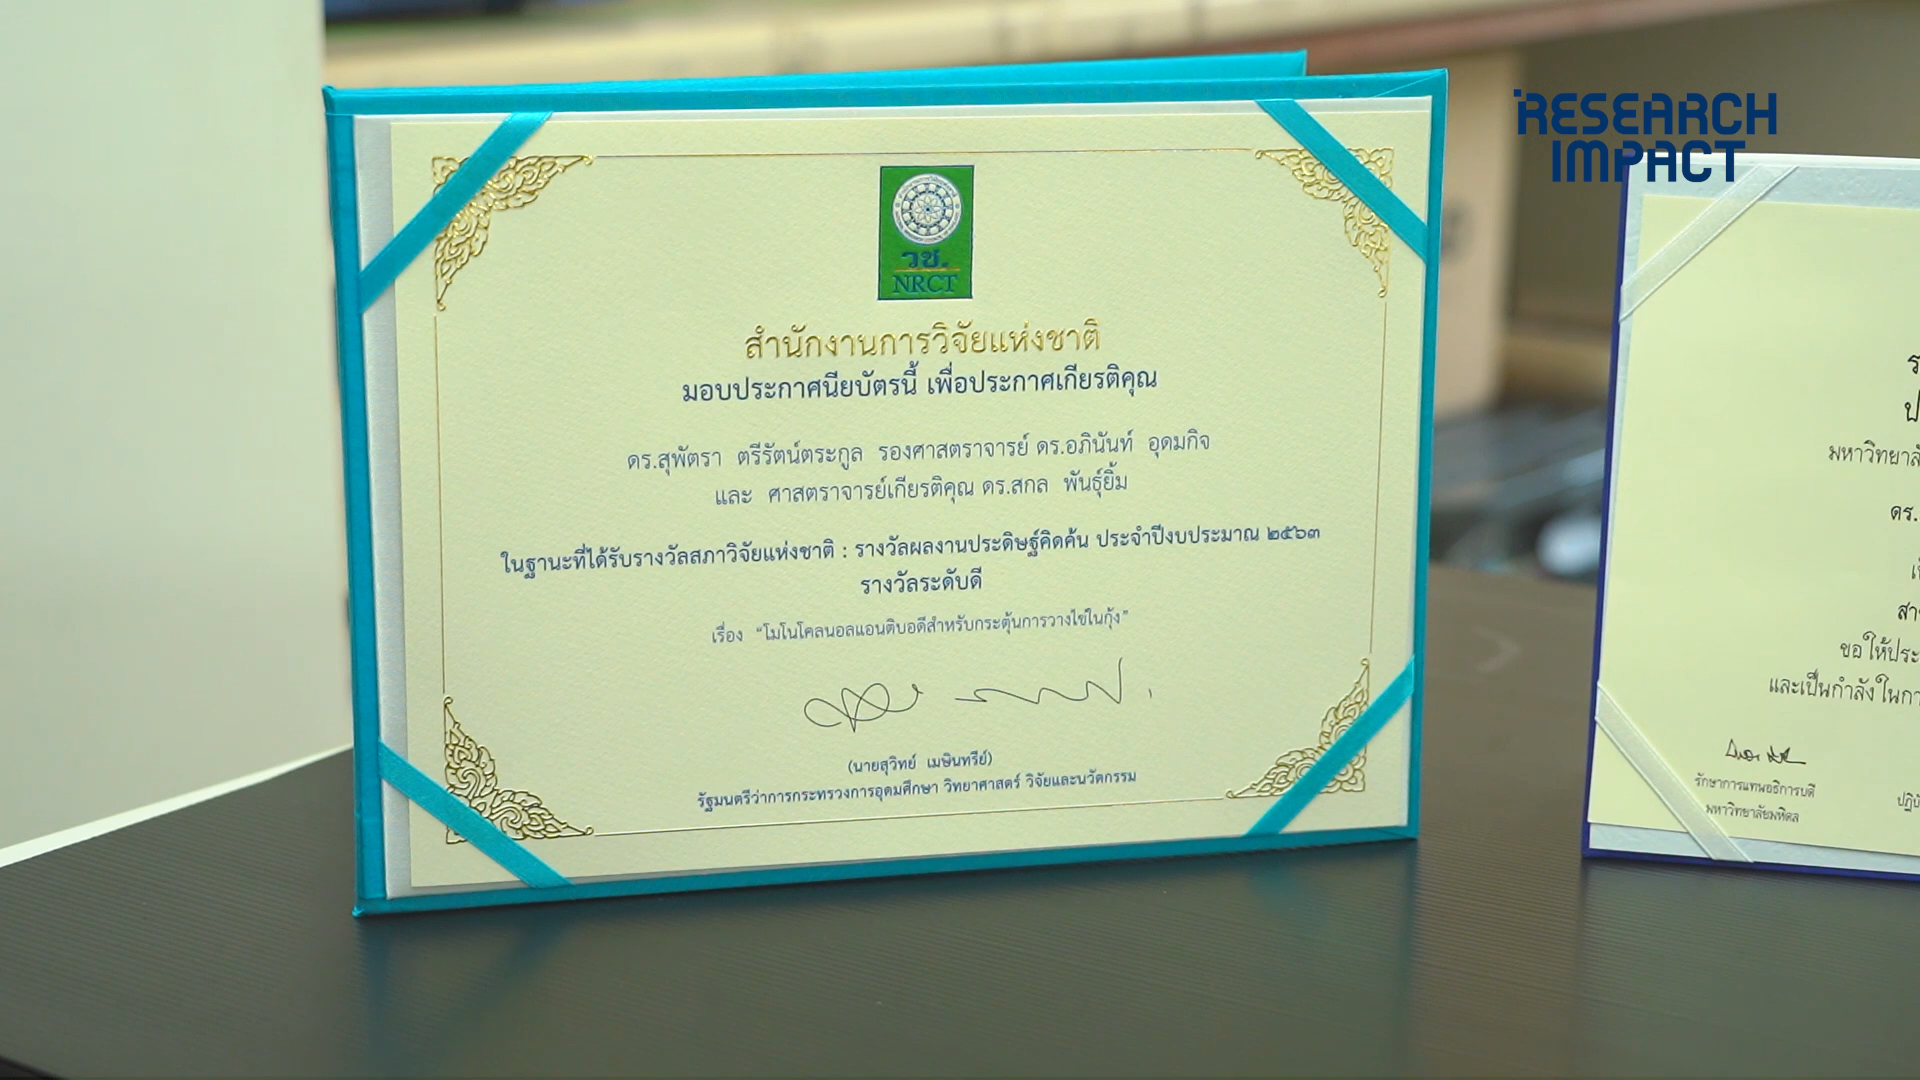 RESEARCH
IMPACT
วช.
NRCT
สำนักงานการวิจัยแห่งชาติ
มอบประกาศนียบัตรนี้ เพื่อประกาศเกียรติคุณ
ดร.สุพัตรา ตรีรัตน์ตระกูล รองศาสตราจารย์ ดร.อภินันท์ อุดมกิจ
และ ศาสตราจารย์เกียรติคุณ ดร.สกล พันธุ์ยิ้ม
ในฐานะที่ได้รับรางวัลสภาวิจัยแห่งชาติ : รางวัลผลงานประดิษฐ์คิดค้น ประจำปีงบประมาณ ๒๕๖๓
รางวัลระดับดี
เรื่อง “โมโนโคลนอลแอนติบอดีสำหรับกระตุ้นการวางไข่ในกุ้ง”
(นายสุวิทย์ เมษินทรีย์)
รัฐมนตรีว่าการกระทรวงการอุดมศึกษา วิทยาศาสตร์ วิจัยและนวัตกรรม
มหาวิทยาลั
ดร.
ขอให้ประ
และเป็นกำลังในกา
รักษาการแทนอธิการบดี
มหาวิทยาลัยมหิดล